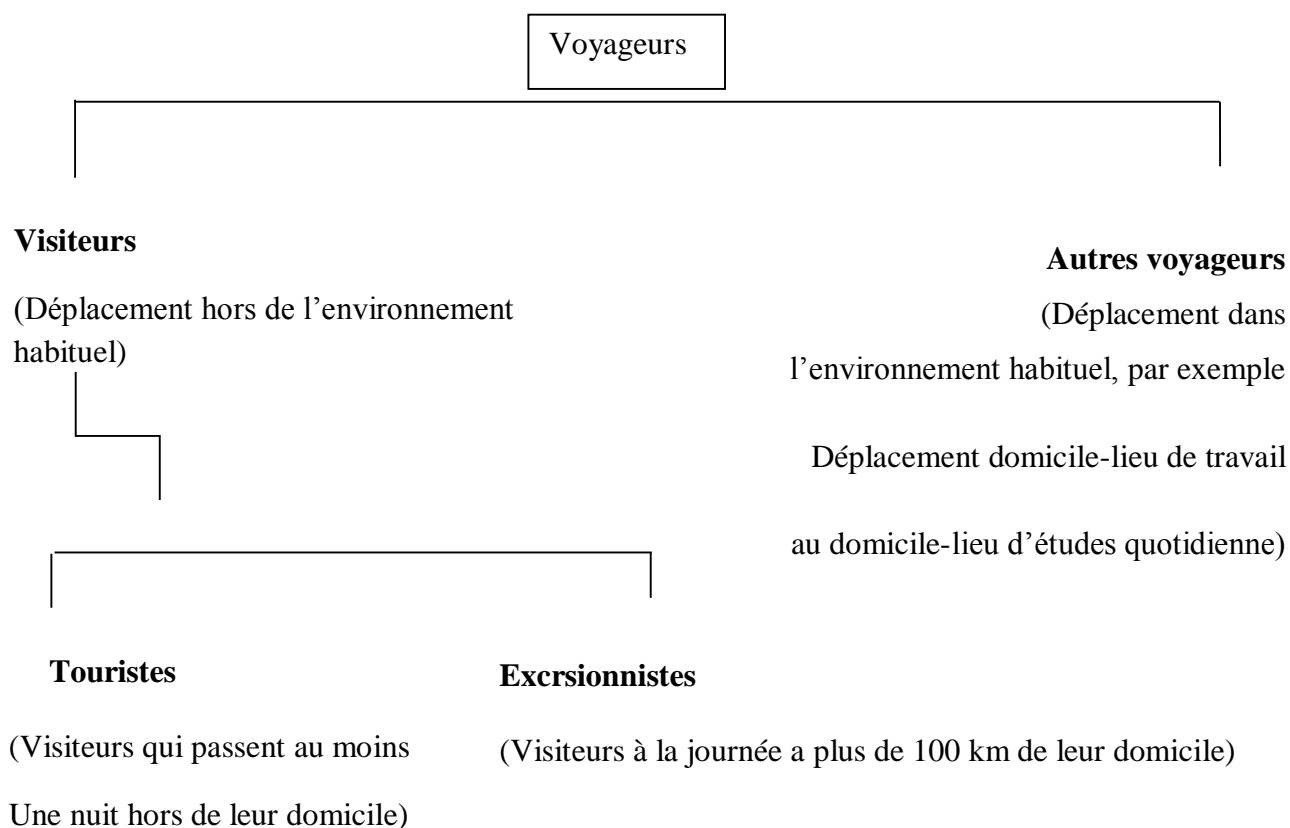 Voyageurs
Visiteurs
(Déplacement hors de l’environnement
habituel)
Autres voyageurs
(Déplacement dans
l’environnement habituel, par exemple
Déplacement domicile-lieu de travail
au domicile-lieu d’études quotidienne)
Touristes
(Visiteurs qui passent au moins
Une nuit hors de leur domicile)
Excrsionnistes
(Visiteurs à la journée a plus de 100 km de leur domicile)